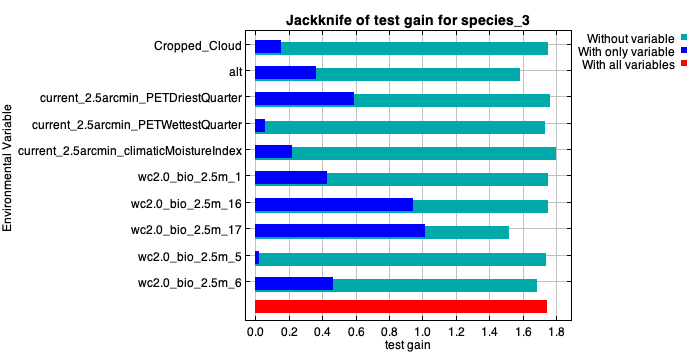 Jackknife of test gain for species_3
Without variable
With only variable
With all variables
Environmental Variable
Cropped_Cloud
alt
current_2.5arcmin_PETDriestQuarter
current_2.5arcmin_PETWettestQuarter
current_2.5arcmin_climaticMoistureIndex
wc2.0_bio_2.5m_1
wc2.0_bio_2.5m_16
wc2.0_bio_2.5m_17
wc2.0_bio_2.5m_5
wc2.0_bio_2.5m_6
0.0 0.2 0.4 0.6 0.8 1.0 1.2 1.4 1.6 1.8
test gain